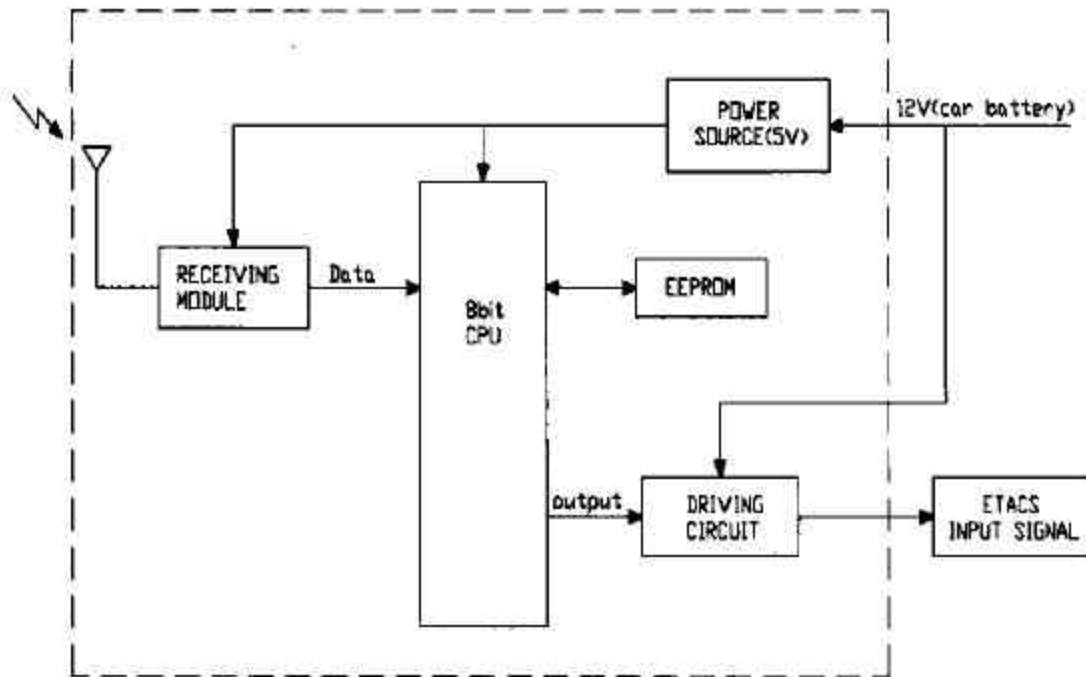 POWER
SOURCE(5V)
12V(car battery)
RECEIVING
MODULE
Data
8bit
CPU
EEPROM
output
DRIVING
CIRCUIT
ETACS
INPUT SIGNAL